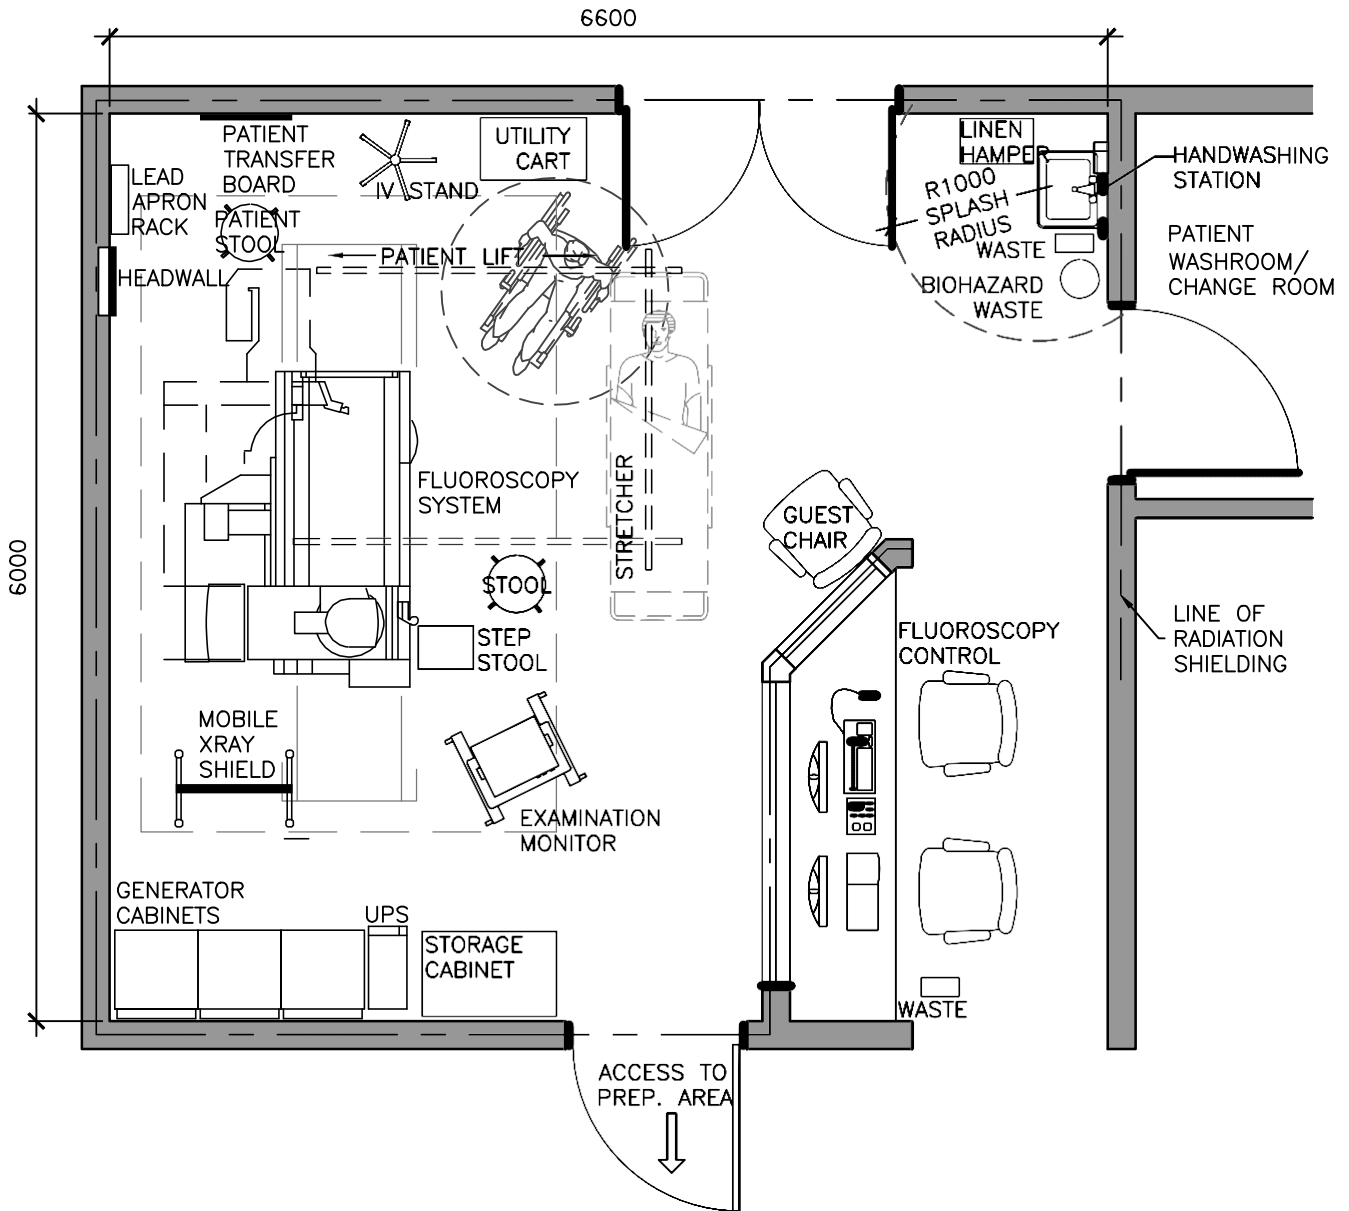 6600
6000
PATIENT
TRANSFER
BOARD
UTILITY
CART
IV STAND
LEAD
APRON
RACK
PATIENT
STOOL
HEADWALL
PATIENT LIFT
LINEN
HAMPER
R1000
SPLASH
RADIUS
WASTE
BIOHAZARD
WASTE
HANDWASHING
STATION
PATIENT
WASHROOM/
CHANGE ROOM
FLUOROSCOPY
SYSTEM
STRETCHER
GUEST
CHAIR
STOOL
STEP
STOOL
FLUOROSCOPY
CONTROL
LINE OF
RADIATION
SHIELDING
MOBILE
XRAY
SHIELD
EXAMINATION
MONITOR
GENERATOR
CABINETS
UPS
STORAGE
CABINET
WASTE
ACCESS TO
PREP. AREA